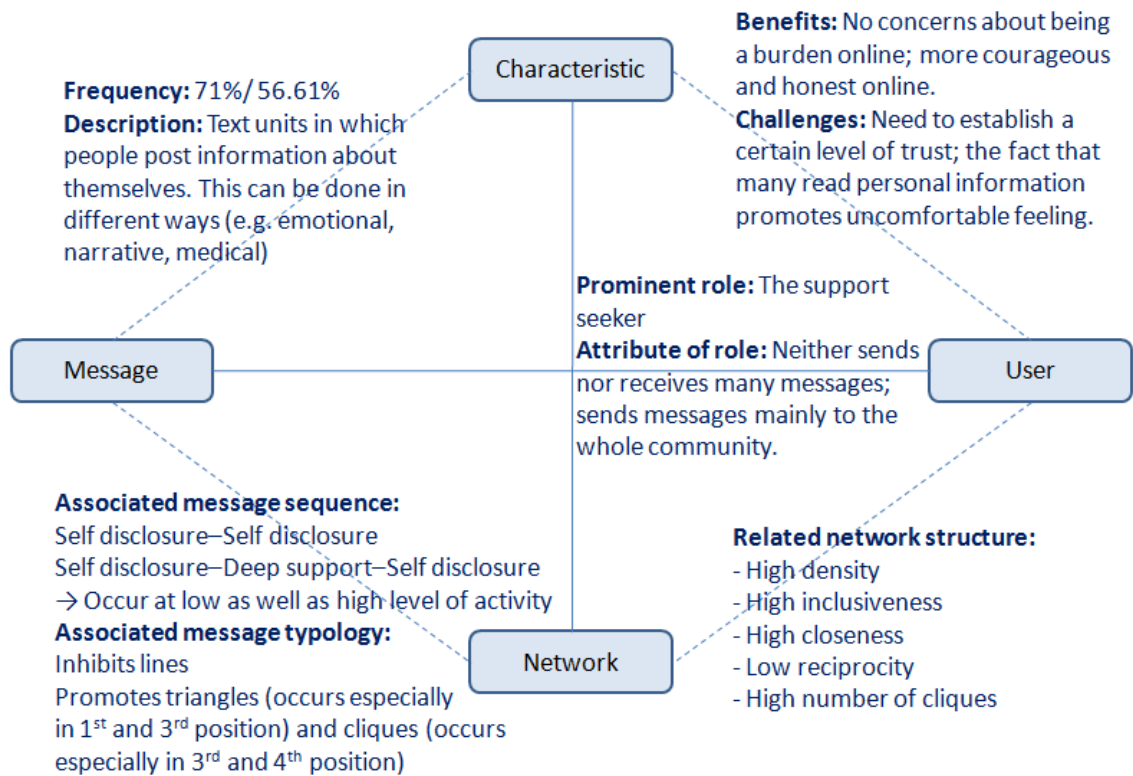 Characteristic
Frequency: 71%/ 56.61%
Description: Text units in which
people post information about
themselves. This can be done in
different ways (e.g. emotional,
narrative, medical)
Benefits: No concerns about being
a burden online; more courageous
and honest online.
Challenges: Need to establish a
certain level of trust; the fact that
many read personal information
promotes uncomfortable feeling.
Message
Prominent role: The support
seeker
Attribute of role: Neither sends
nor receives many messages;
sends messages mainly to the
whole community.
User
Associated message sequence:
Self disclosure–Self disclosure
Self disclosure–Deep support–Self disclosure
→ Occur at low as well as high level of activity
Associated message typology:
Inhibits lines
Promotes triangles (occurs especially
in 1st and 3rd position) and cliques (occurs
especially in 3rd and 4th position)
Network
Related network structure:
- High density
- High inclusiveness
- High closeness
- Low reciprocity
- High number of cliques